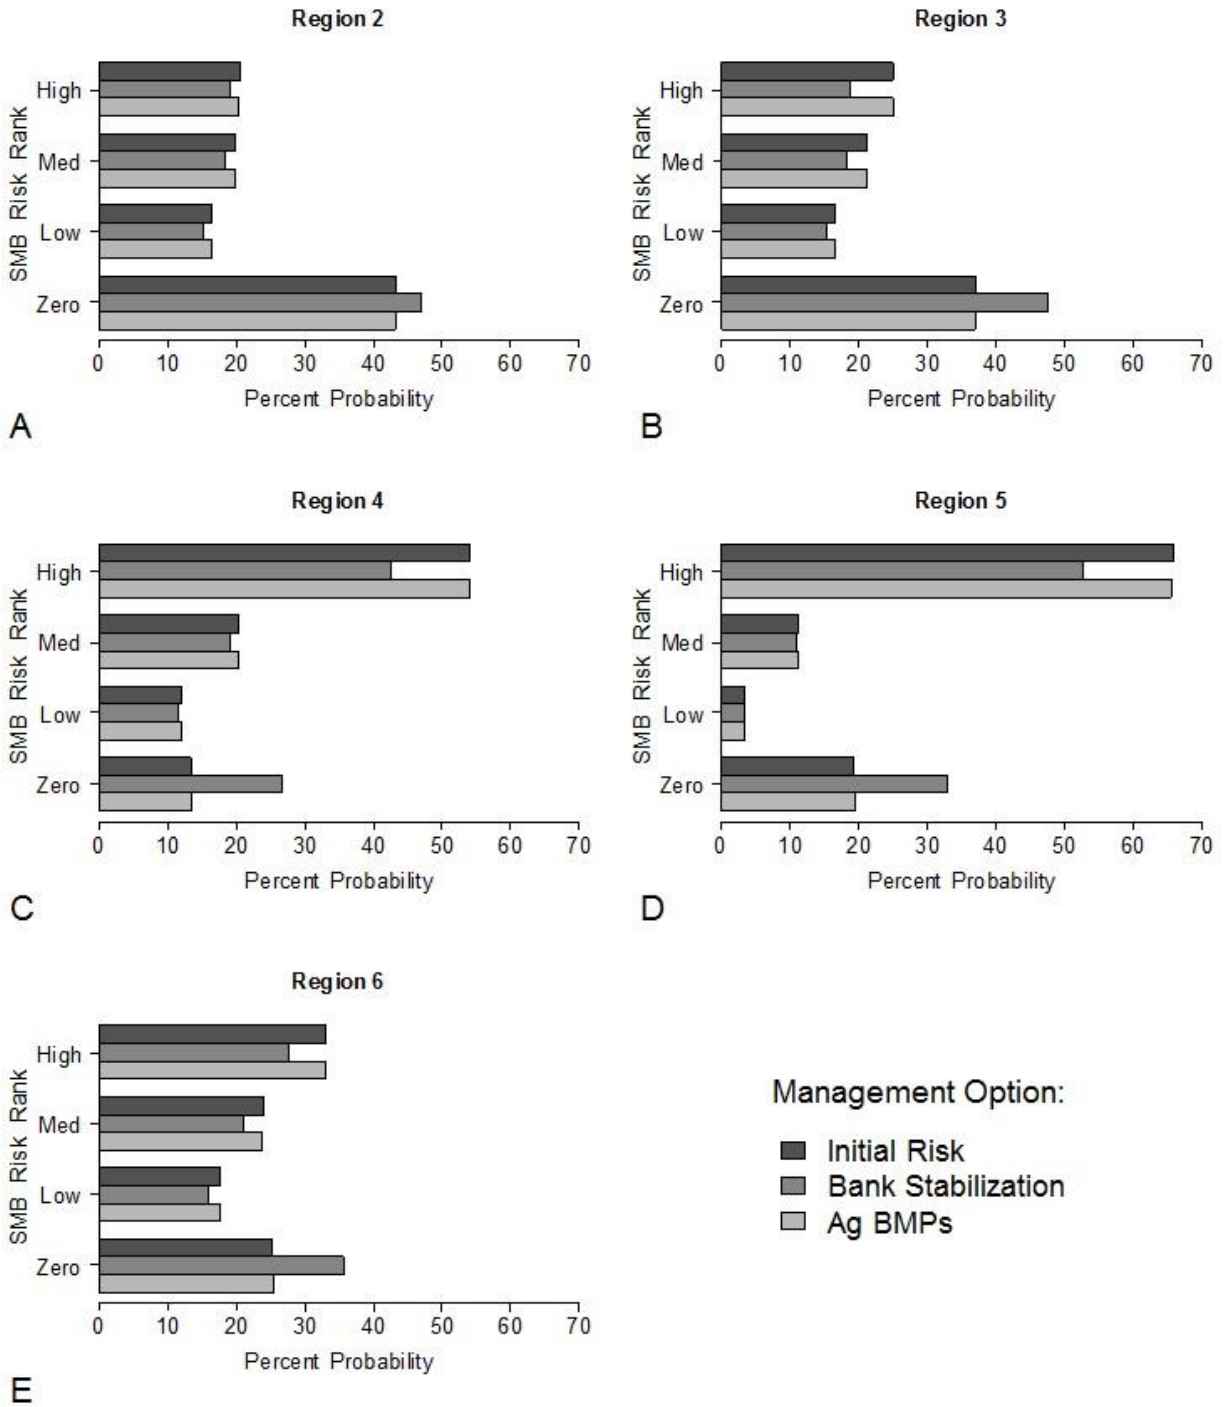 Region 2
SMB Risk Rank
High
Med
Low
Zero
0 10 20 30 40 50 60 70
Percent Probability
A
Region 3
SMB Risk Rank
High
Med
Low
Zero
0 10 20 30 40 50 60 70
Percent Probability
B
Region 4
SMB Risk Rank
High
Med
Low
Zero
0 10 20 30 40 50 60 70
Percent Probability
C
Region 5
SMB Risk Rank
High
Med
Low
Zero
0 10 20 30 40 50 60 70
Percent Probability
D
Region 6
SMB Risk Rank
High
Med
Low
Zero
0 10 20 30 40 50 60 70
Percent Probability
E
Management Option:
Initial Risk
Bank Stabilization
Ag BMPs